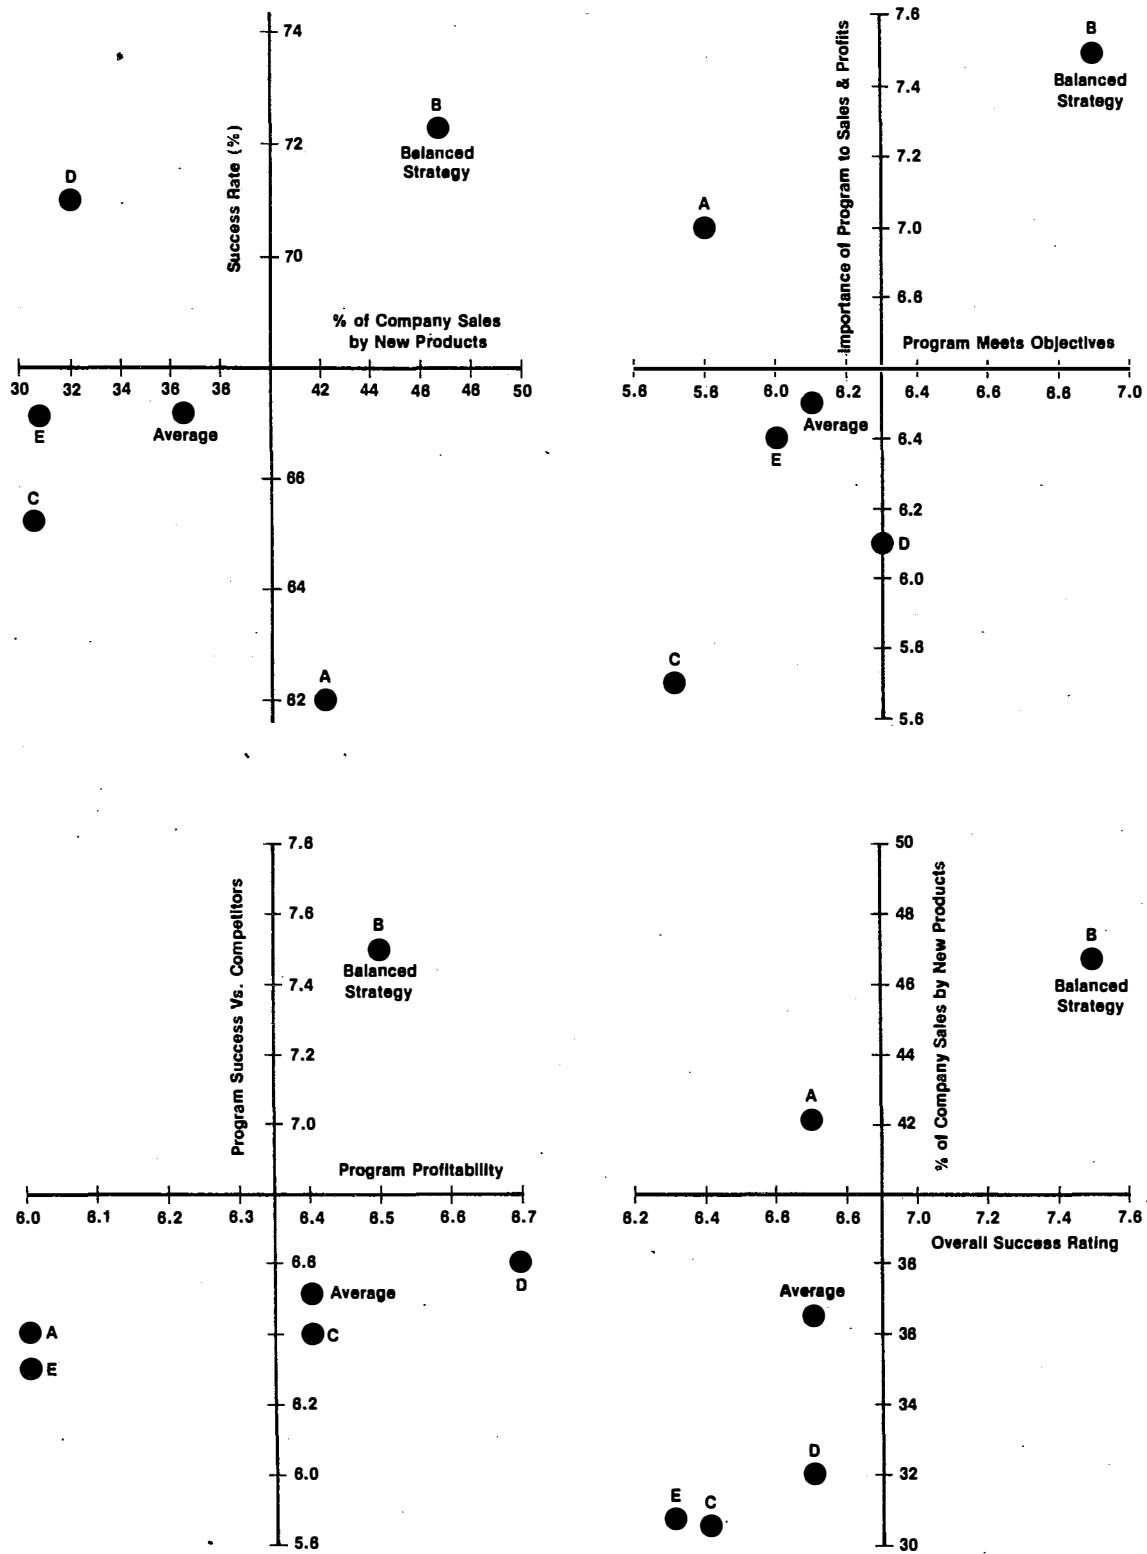 74
72
70
66
64
62
Success Rate (%)
% of Company Sales
by New Products
30 32 34 36 42 44 46 48 50
B
Balanced
Strategy
D
E
Average
C
A
7.6
7.4
7.2
7.0
6.8
6.4
6.2
6.0
5.8
5.6
Importance of Program to Sales & Profits
Program Meets Objectives
5.6 5.8 6.0 6.2 6.4 6.6 6.8 7.0
B
Balanced
Strategy
A
Average
E
D
C
7.8
7.6
7.4
7.2
7.0
6.6
6.2
6.0
5.8
Program Success Vs. Competitors
Program Profitability
6.0 6.1 6.2 6.3 6.4 6.5 6.6 6.7
B
Balanced
Strategy
D
Average
A
C
E
50
48
46
44
42
38
36
34
32
30
% of Company Sales by New Products
6.2 6.4 6.6 6.8 7.0 7.2 7.4 7.6
Overall Success Rating
B
Balanced
Strategy
A
Average
D
E
C